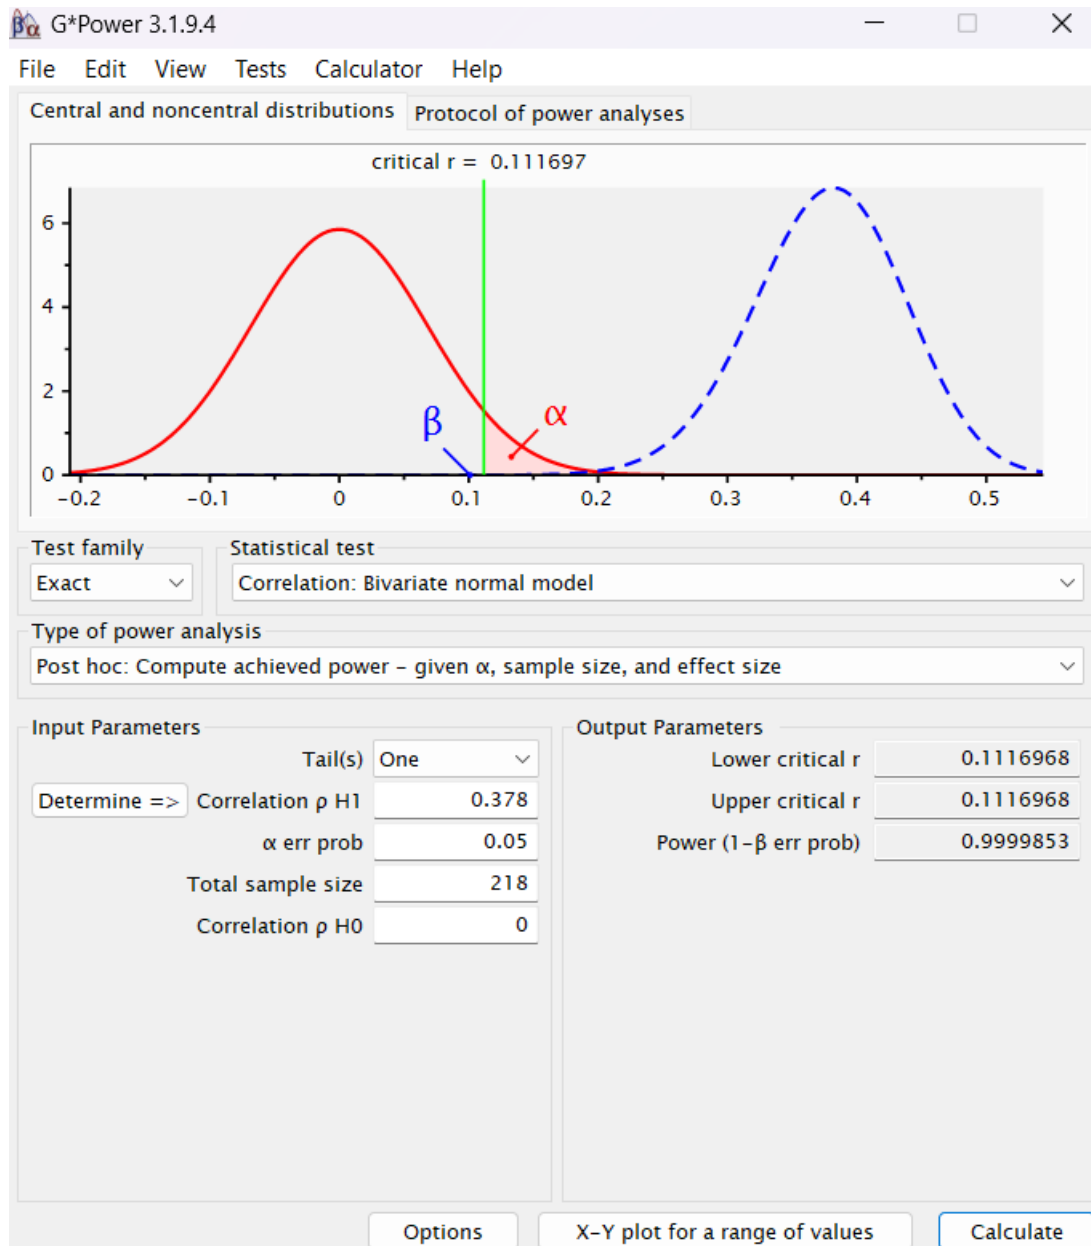 G*Power 3.1.9.4
File Edit View Tests Calculator Help
Central and noncentral distributions Protocol of power analyses
critical r = 0.111697
6
4
2
0
β
α
-0.2 -0.1 0 0.1 0.2 0.3 0.4 0.5
Test family
Exact
Statistical test
Correlation: Bivariate normal model
Type of power analysis
Post hoc: Compute achieved power – given α, sample size, and effect size
Input Parameters
Tail(s) One
Determine => Correlation ρ H1 0.378
α err prob 0.05
Total sample size 218
Correlation ρ H0 0
Output Parameters
Lower critical r 0.1116968
Upper critical r 0.1116968
Power (1-β err prob) 0.9999853
Options X-Y plot for a range of values Calculate